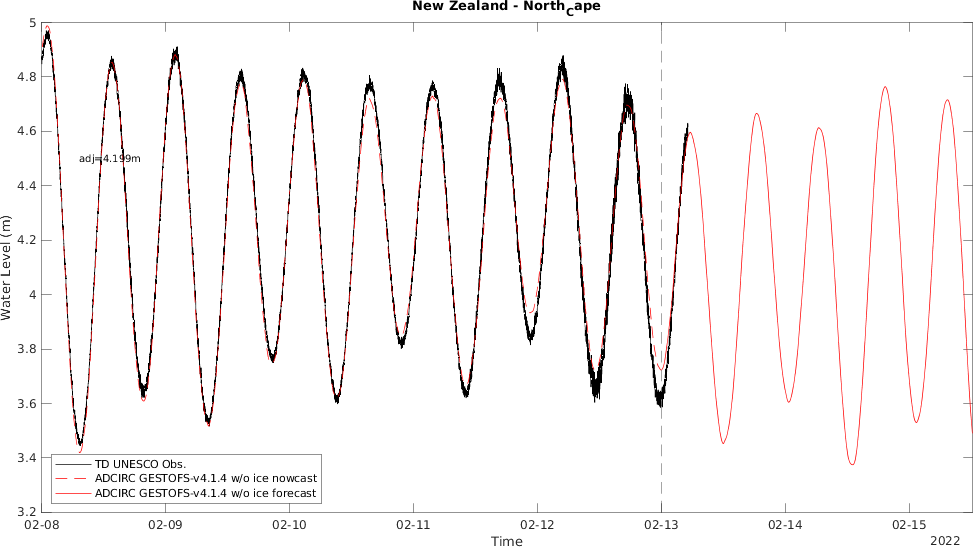 New Zealand - North_Cape
5
4.8
4.6
4.4
4.2
4
3.8
3.6
3.4
3.2
Water Level (m)
adj=4.199m
TD UNESCO Obs.
ADCIRC GESTOFS-v4.1.4 w/o ice nowcast
ADCIRC GESTOFS-v4.1.4 w/o ice forecast
02-08 02-09 02-10 02-11 02-12 02-13 02-14 02-15
Time
2022